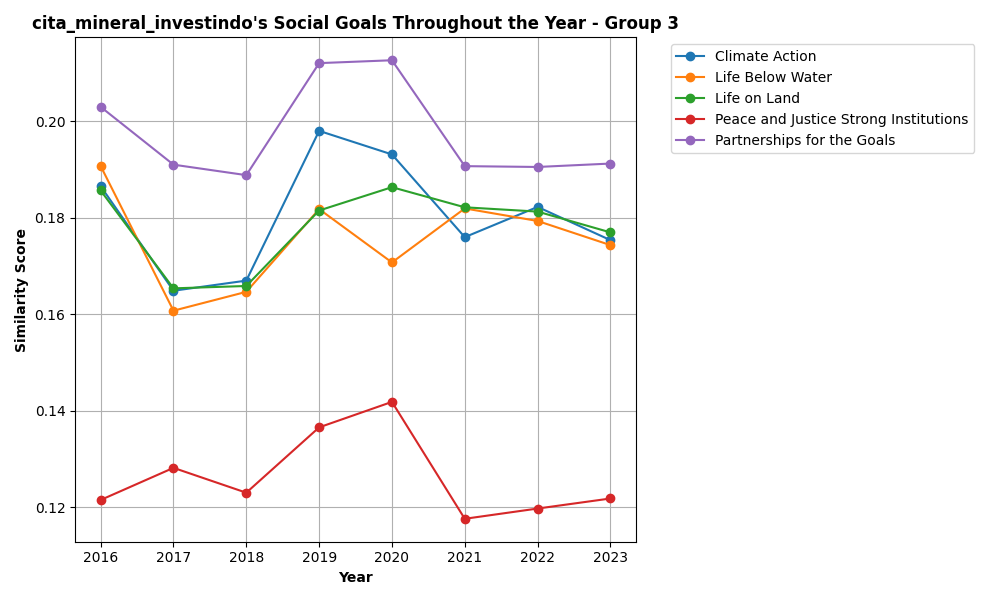 cita_mineral_investindo's Social Goals Throughout the Year - Group 3
Climate Action
Life Below Water
Life on Land
Peace and Justice Strong Institutions
Partnerships for the Goals
Similarity Score
0.20
0.18
0.16
0.14
0.12
2016 2017 2018 2019 2020 2021 2022 2023
Year